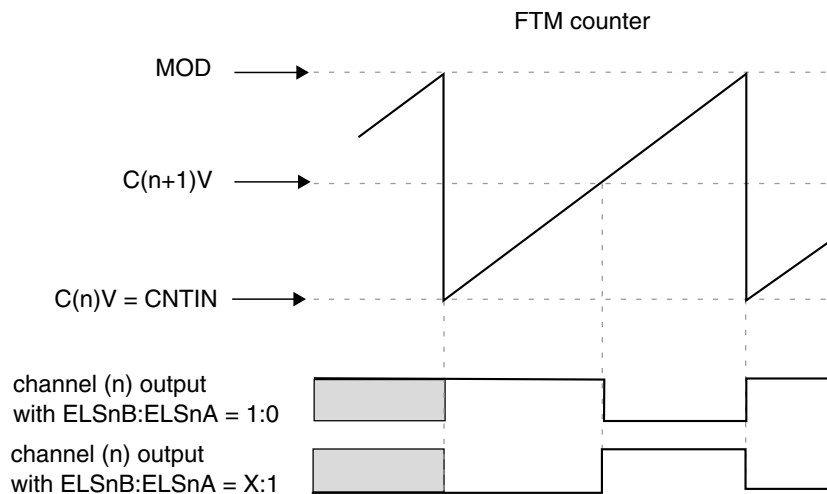 FTM counter
MOD
C(n+1)V
C(n)V = CNTIN
channel (n) output
with ELSnB:ELSnA = 1:0
channel (n) output
with ELSnB:ELSnA = X:1